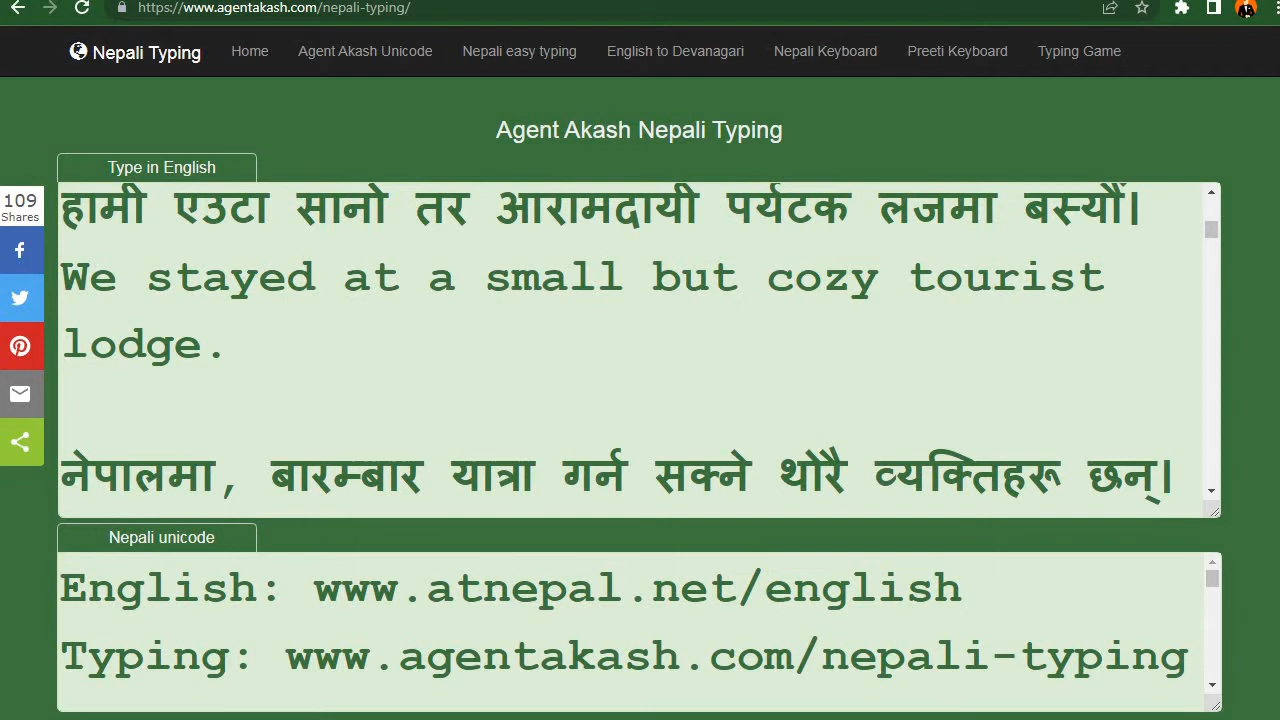 https://www.agentakash.com/nepali-typing/
Nepali Typing Home Agent Akash Unicode Nepali easy typing English to Devanagari Nepali Keyboard Preeti Keyboard Typing Game
Agent Akash Nepali Typing
Type in English
109
Shares
हामी एउटा सानो तर आरामदायी पर्यटक लजमा बस्यौं।
We stayed at a small but cozy tourist
lodge.
नेपालमा, बारम्बार यात्रा गर्न सक्ने थोरै व्यक्तिहरू छन्।
Nepali unicode
English: www.atnepal.net/english
Typing: www.agentakash.com/nepali-typing